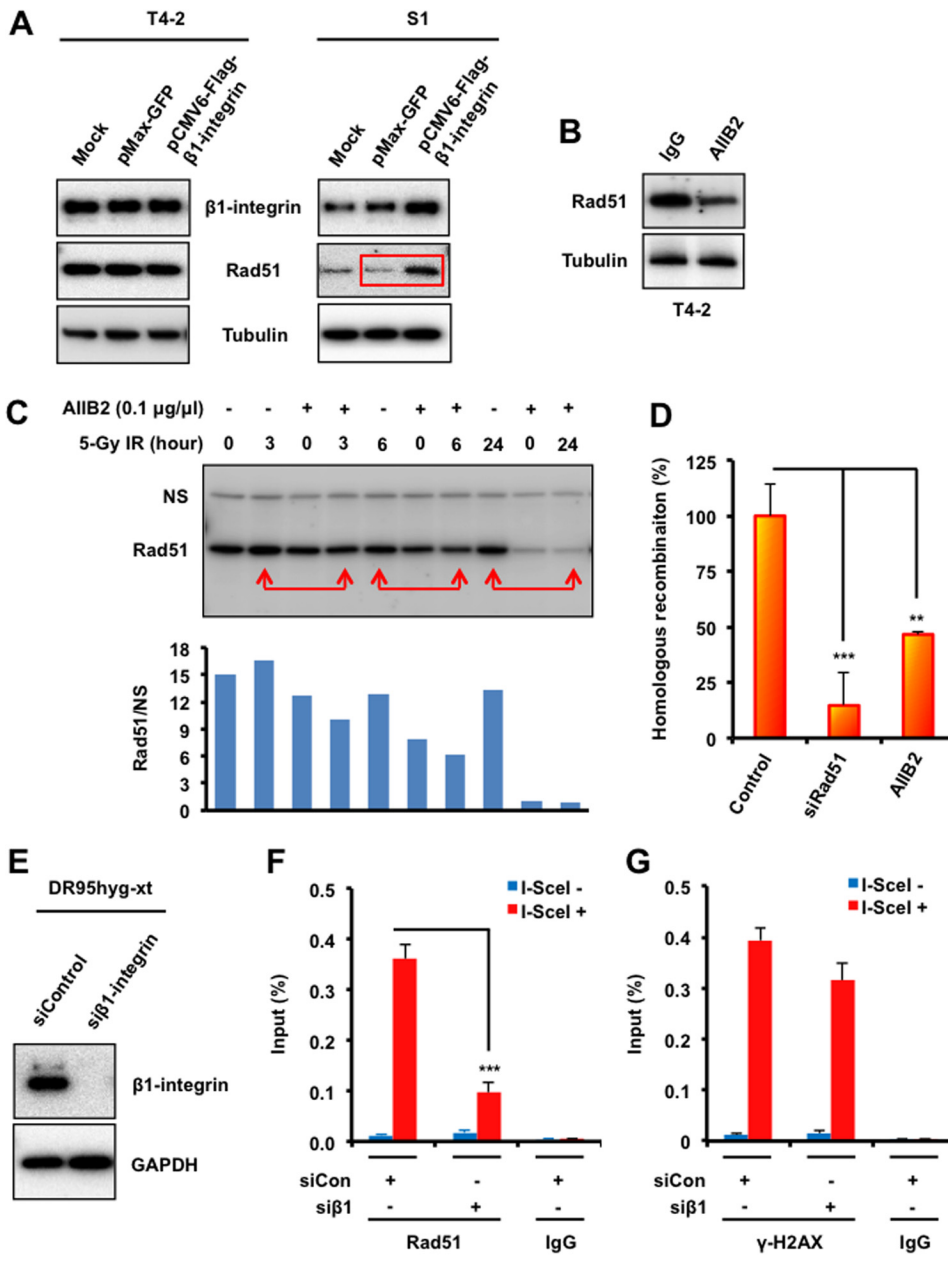 A
T4-2
S1
Mock
pMax-GFP
pCMV6-Flag-
β1-integrin
Mock
pMax-GFP
pCMV6-Flag-
β1-integrin
β1-integrin
Rad51
Tubulin
B
IgG
AIIB2
Rad51
Tubulin
T4-2
C
AIIB2 (0.1 µg/µl) - - + + - + + - + +
5-Gy IR (hour) 0 3 0 3 6 0 6 24 0 24
NS
Rad51
18
15
12
9
6
3
0
Rad51/NS
D
Homologous recombinaiton (%)
125
100
75
50
25
0
***
**
Control
siRad51
AIIB2
E
DR95hyg-xt
siControl
siβ1-integrin
β1-integrin
GAPDH
F
I-SceI -
I-SceI +
Input (%)
0.5
0.4
0.3
0.2
0.1
0.0
***
siCon + - +
siβ1 - + -
Rad51 IgG
G
I-SceI -
I-SceI +
Input (%)
0.5
0.4
0.3
0.2
0.1
0
siCon + - +
siβ1 - + -
γ-H2AX IgG